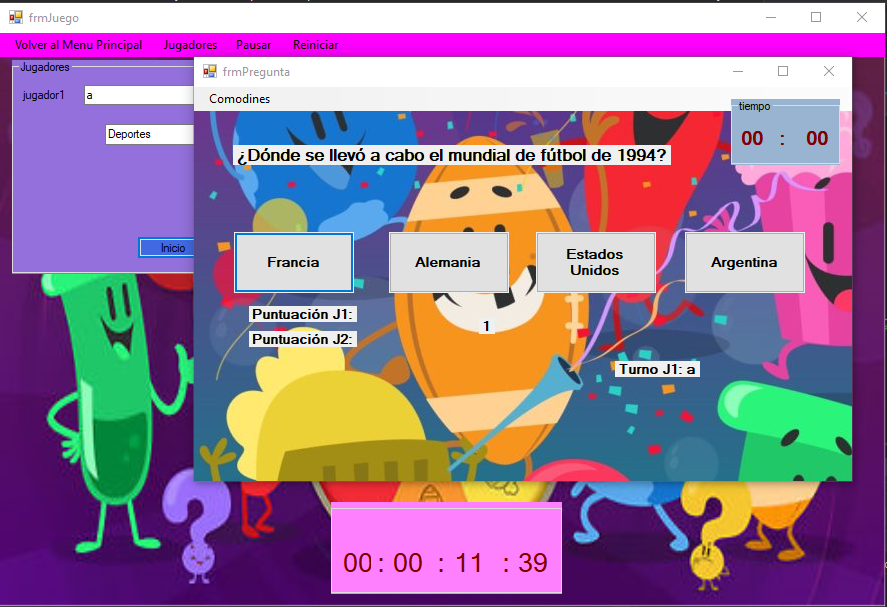 frmJuego
Volver al Menu Principal Jugadores Pausar Reiniciar
Jugadores
jugador1 a
Deportes
Inicio
frmPregunta
Comodines
tiempo
00 : 00
¿Dónde se llevó a cabo el mundial de fútbol de 1994?
Francia
Alemania
Estados
Unidos
Argentina
Puntuación J1:
Puntuación J2:
1
Turno J1: a
00 : 00 : 11 : 39